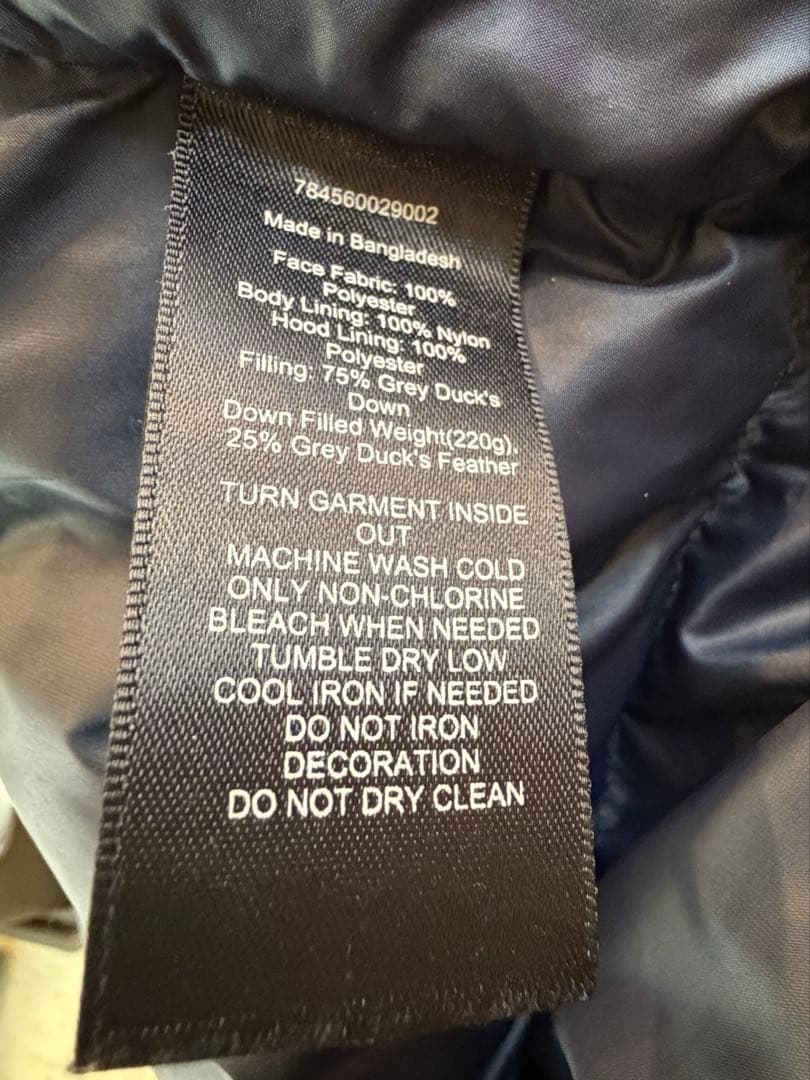 784560029002
Made in Bangladesh
Face Fabric: 100%
Polyester
Body Lining: 100% Nylon
Hood Lining: 100%
Polyester
Filling: 75% Grey Duck's
Down
Down Filled Weight(220g),
25% Grey Duck's Feather
TURN GARMENT INSIDE
OUT
MACHINE WASH COLD
ONLY NON-CHLORINE
BLEACH WHEN NEEDED
TUMBLE DRY LOW
COOL IRON IF NEEDED
DO NOT IRON
DECORATION
DO NOT DRY CLEAN